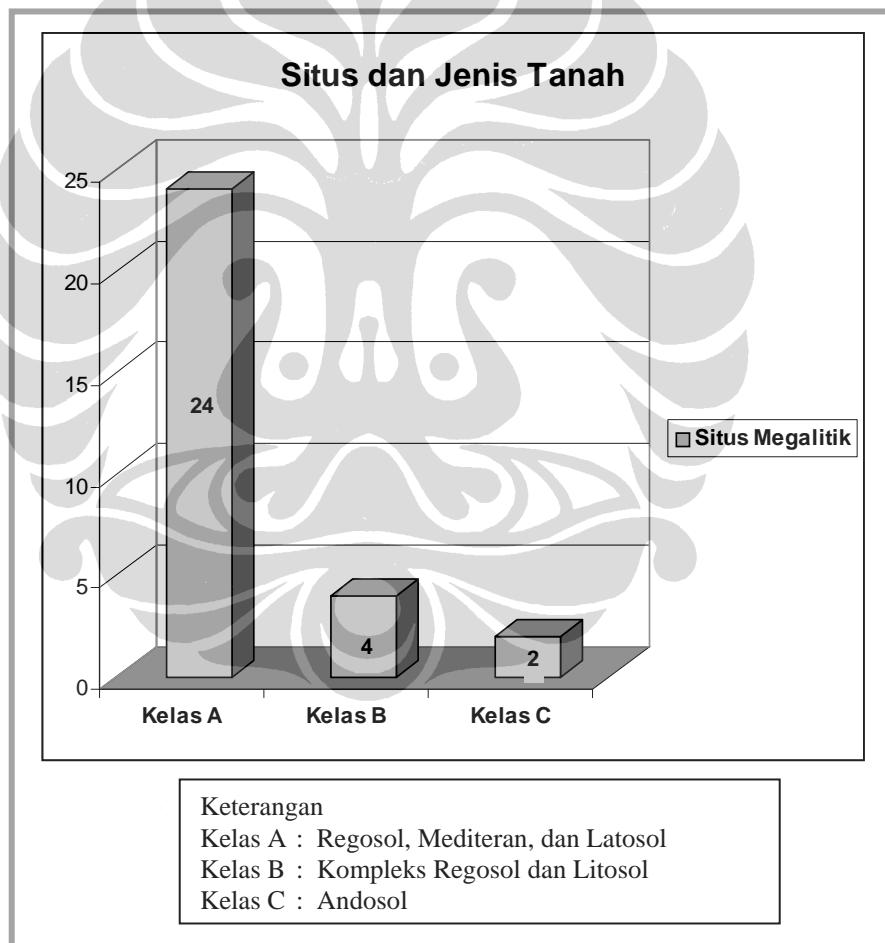 Situs dan Jenis Tanah
25
20
15
10
5
0
24
4
2
Kelas A
Kelas B
Kelas C
Situs Megalitik
Keterangan
Kelas A : Regosol, Mediteran, dan Latosol
Kelas B : Kompleks Regosol dan Litosol
Kelas C : Andosol